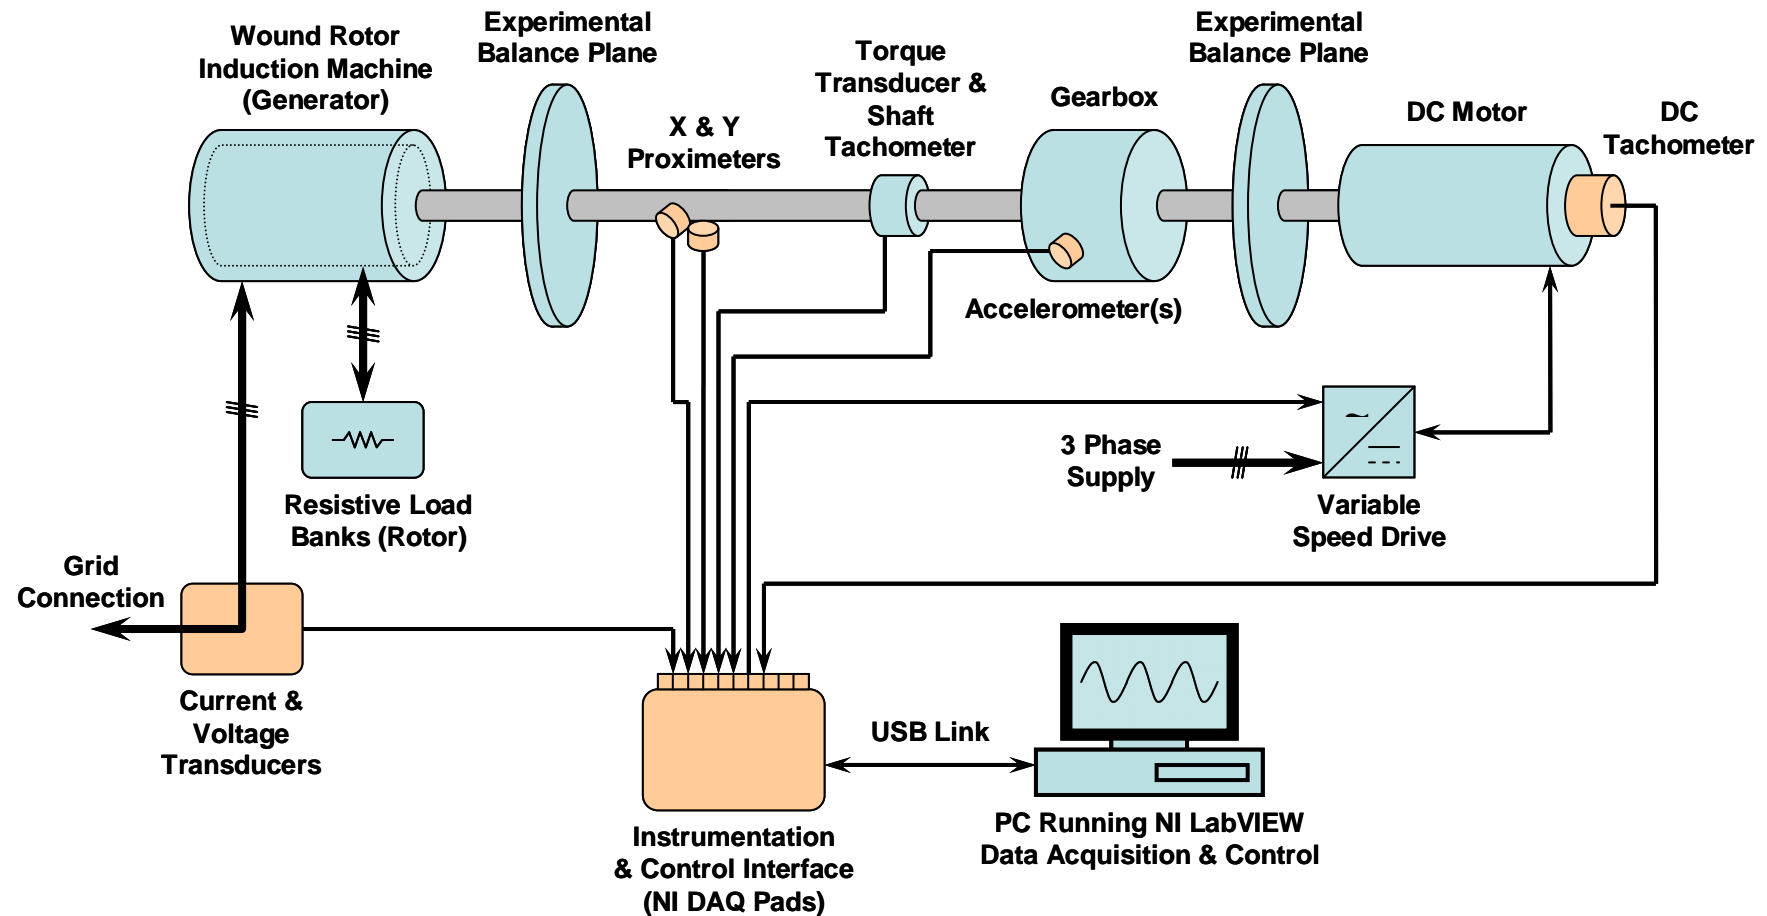 Wound Rotor
Induction Machine
(Generator)
Experimental
Balance Plane
X & Y
Proximeters
Torque
Transducer &
Shaft
Tachometer
Gearbox
Experimental
Balance Plane
DC Motor
DC
Tachometer
Accelerometer(s)
Resistive Load
Banks (Rotor)
3 Phase
Supply
Variable
Speed Drive
Grid
Connection
Current &
Voltage
Transducers
USB Link
Instrumentation
& Control Interface
(NI DAQ Pads)
PC Running NI LabVIEW
Data Acquisition & Control